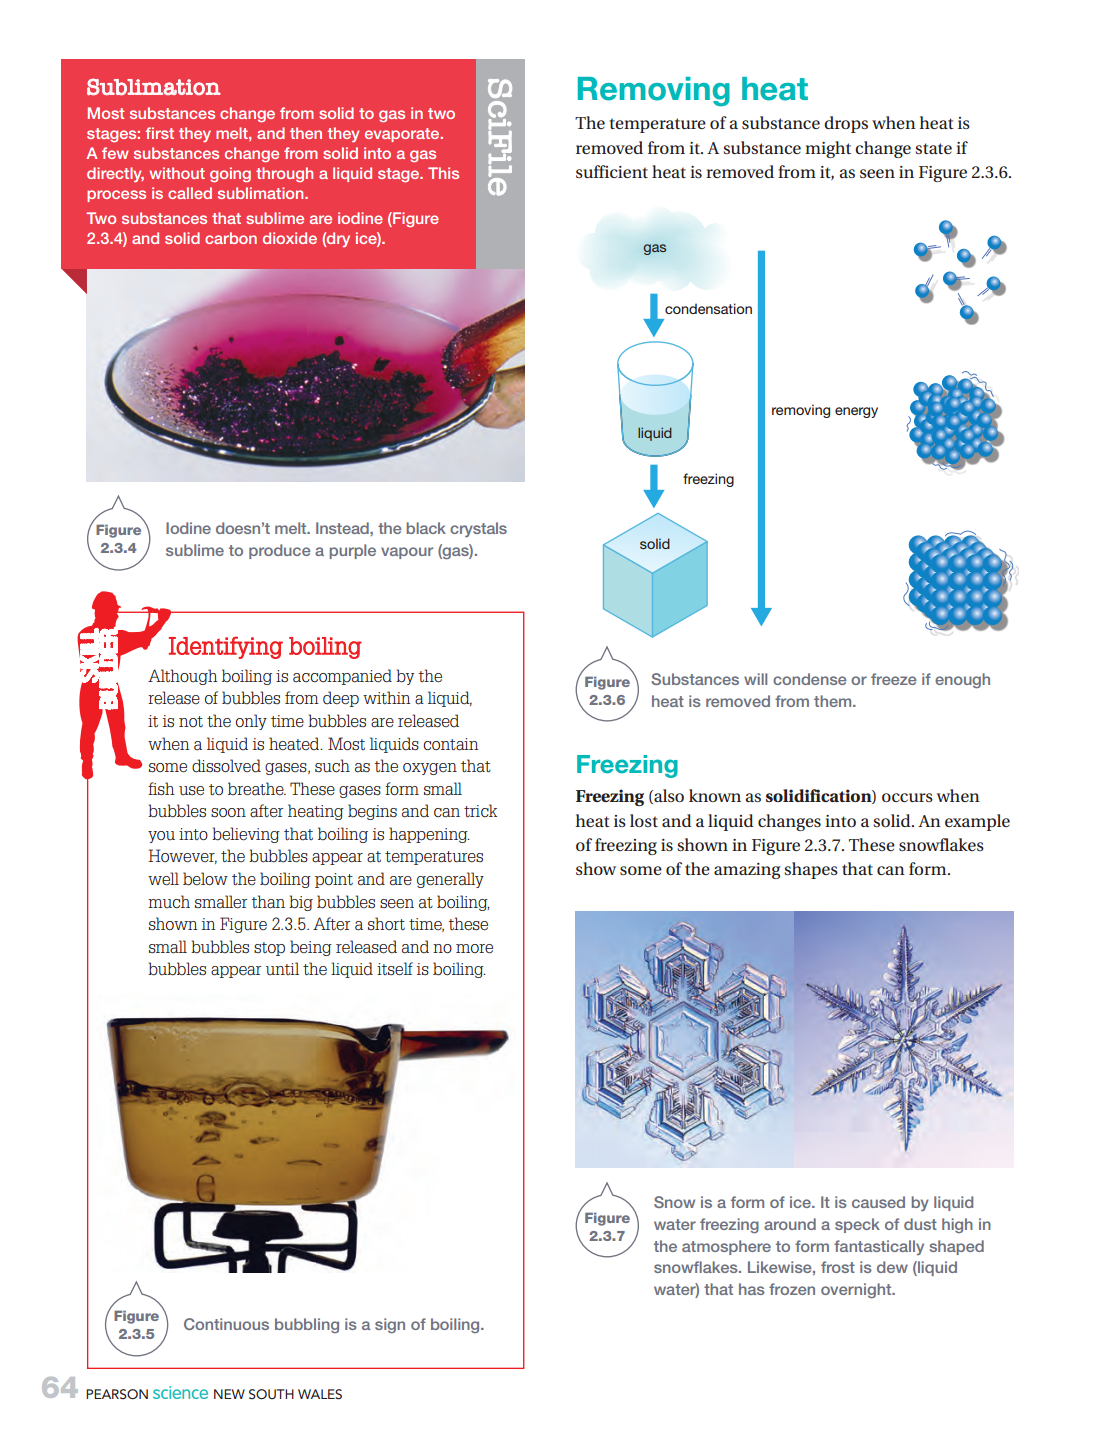 Sublimation
Most substances change from solid to gas in two
stages: first they melt, and then they evaporate.
A few substances change from solid into a gas
directly, without going through a liquid stage. This
process is called sublimation.
Two substances that sublime are iodine (Figure
2.3.4) and solid carbon dioxide (dry ice).
SciFile
Figure
2.3.4
Iodine doesn't melt. Instead, the black crystals
sublime to produce a purple vapour (gas).
SKILL
BUILDER
Identifying boiling
Although boiling is accompanied by the
release of bubbles from deep within a liquid,
it is not the only time bubbles are released
when a liquid is heated. Most liquids contain
some dissolved gases, such as the oxygen that
fish use to breathe. These gases form small
bubbles soon after heating begins and can trick
you into believing that boiling is happening.
However, the bubbles appear at temperatures
well below the boiling point and are generally
much smaller than big bubbles seen at boiling,
shown in Figure 2.3.5. After a short time, these
small bubbles stop being released and no more
bubbles appear until the liquid itself is boiling.
Figure
2.3.5
Continuous bubbling is a sign of boiling.
Removing heat
The temperature of a substance drops when heat is
removed from it. A substance might change state if
sufficient heat is removed from it, as seen in Figure 2.3.6.
gas
condensation
removing energy
liquid
freezing
solid
Figure
2.3.6
Substances will condense or freeze if enough
heat is removed from them.
Freezing
Freezing (also known as solidification) occurs when
heat is lost and a liquid changes into a solid. An example
of freezing is shown in Figure 2.3.7. These snowflakes
show some of the amazing shapes that can form.
Figure
2.3.7
Snow is a form of ice. It is caused by liquid
water freezing around a speck of dust high in
the atmosphere to form fantastically shaped
snowflakes. Likewise, frost is dew (liquid
water) that has frozen overnight.
64 PEARSON science NEW SOUTH WALES